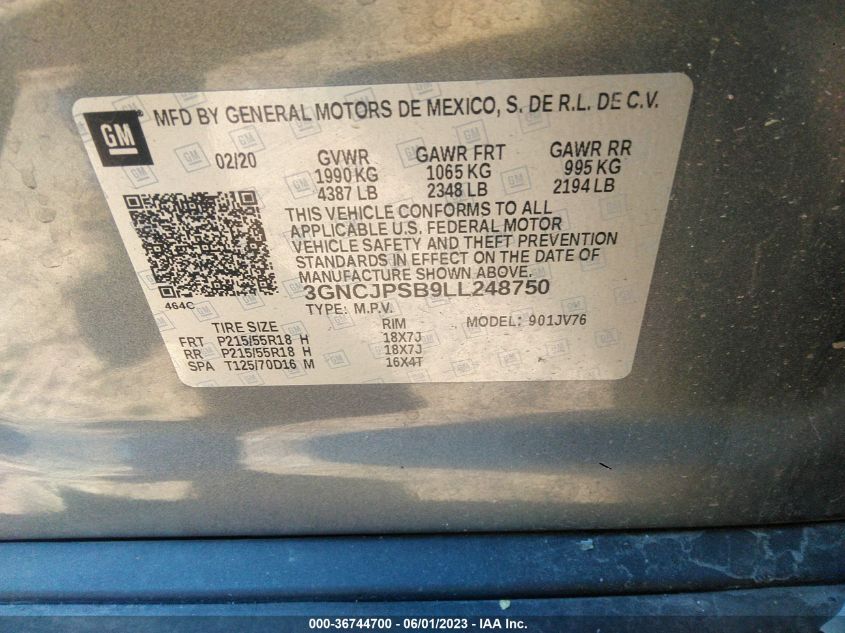 GM
MFD BY GENERAL MOTORS DE MEXICO, S. DE R.L. DE C.V.
02/20 GVWR GAWR FRT GAWR RR
1990 KG 1065 KG 995 KG
4387 LB 2348 LB 2194 LB
THIS VEHICLE CONFORMS TO ALL
APPLICABLE U.S. FEDERAL MOTOR
VEHICLE SAFETY AND THEFT PREVENTION
STANDARDS IN EFFECT ON THE DATE OF
MANUFACTURE SHOWN ABOVE.
464C 3GNCJPSB9LL248750
TYPE: M.P.V. MODEL: 901JV76
TIRE SIZE RIM
FRT P215/55R18 H 18X7J
RR P215/55R18 H 18X7J
SPA T125/70D16 M 16X4T
000-36744700 - 06/01/2023 - IAA Inc.